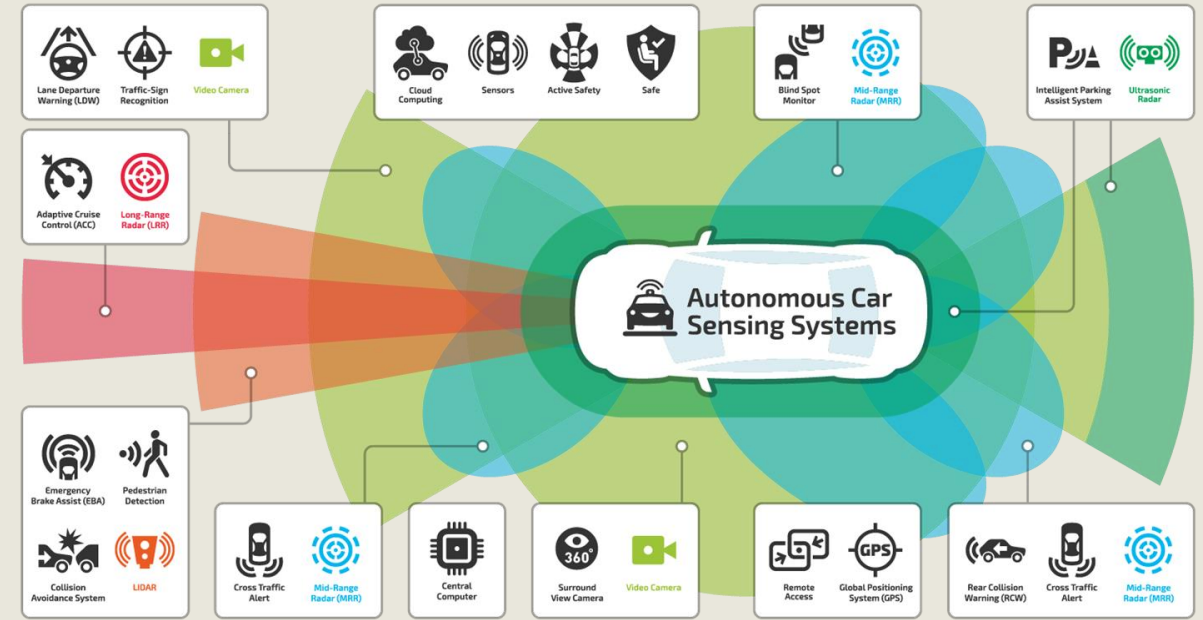 Lane Departure
Warning (LDW)
Traffic-Sign
Recognition
Video Camera
Cloud
Computing
Sensors
Active Safety
Safe
Blind Spot
Monitor
Mid-Range
Radar (MRR)
P
Intelligent Parking
Assist System
Ultrasonic
Radar
Adaptive Cruise
Control (ACC)
Long-Range
Radar (LRR)
Autonomous Car
Sensing Systems
Emergency
Brake Assist (EBA)
Pedestrian
Detection
Collision
Avoidance System
LIDAR
Cross Traffic
Alert
Mid-Range
Radar (MRR)
Central
Computer
360°
Surround
View Camera
Video Camera
Remote
Access
GPS
Global Positioning
System (GPS)
Rear Collision
Warning (RCW)
Cross Traffic
Alert
Mid-Range
Radar (MRR)